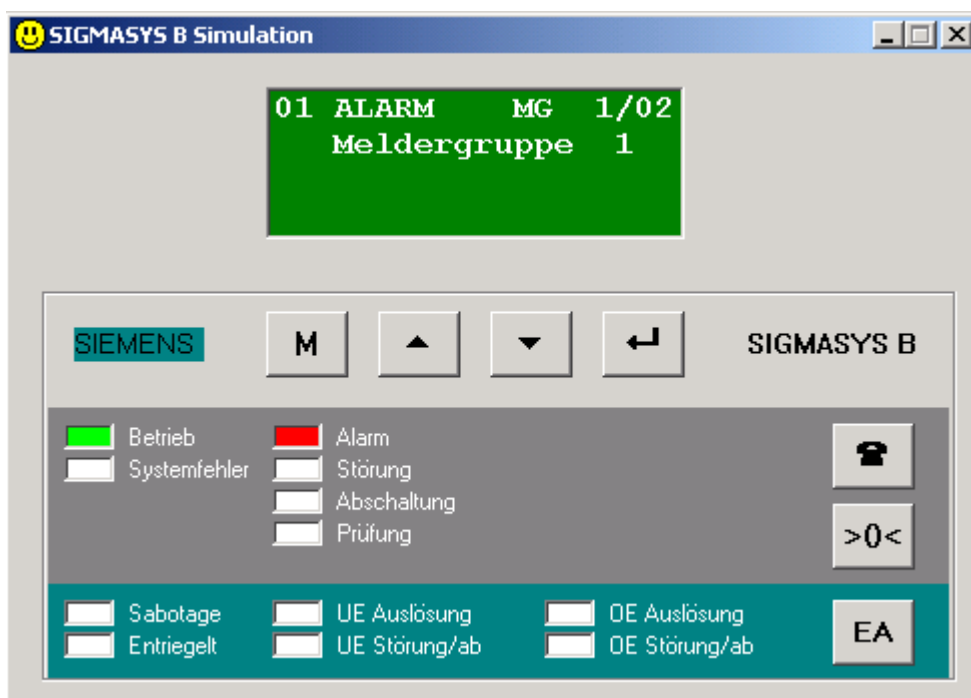 SIGMASYS B Simulation
01 ALARM MG 1/02
Meldergruppe 1
SIEMENS M SIGMASYS B
Betrieb Alarm
Systemfehler Störung
Abschaltung
Prüfung
>0<
Sabotage UE Auslösung OE Auslösung
Entriegelt UE Störung/ab OE Störung/ab
EA